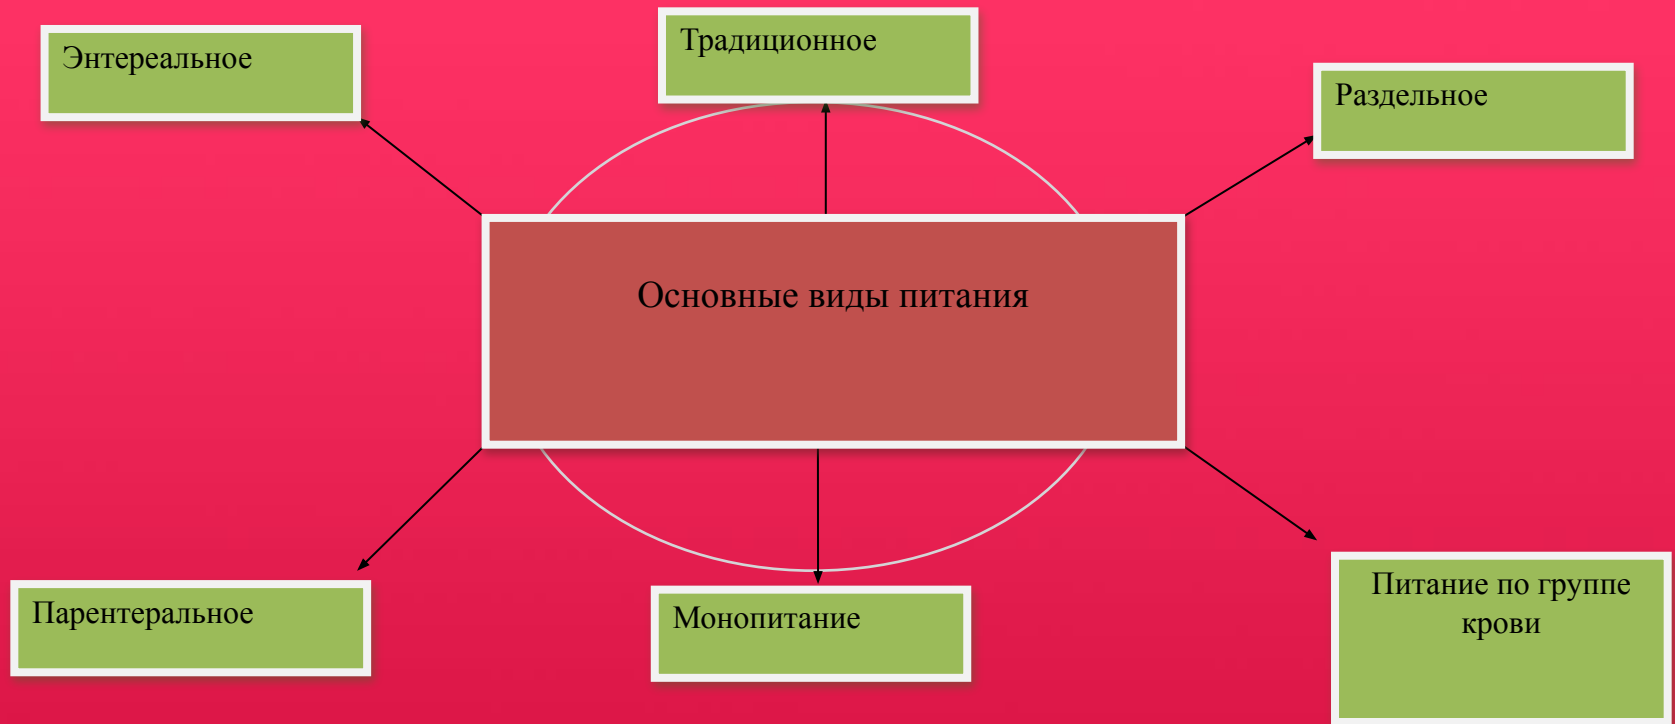 Энтереальное
Традиционное
Раздельное
Основные виды питания
Парентеральное
Монопитание
Питание по группе
крови